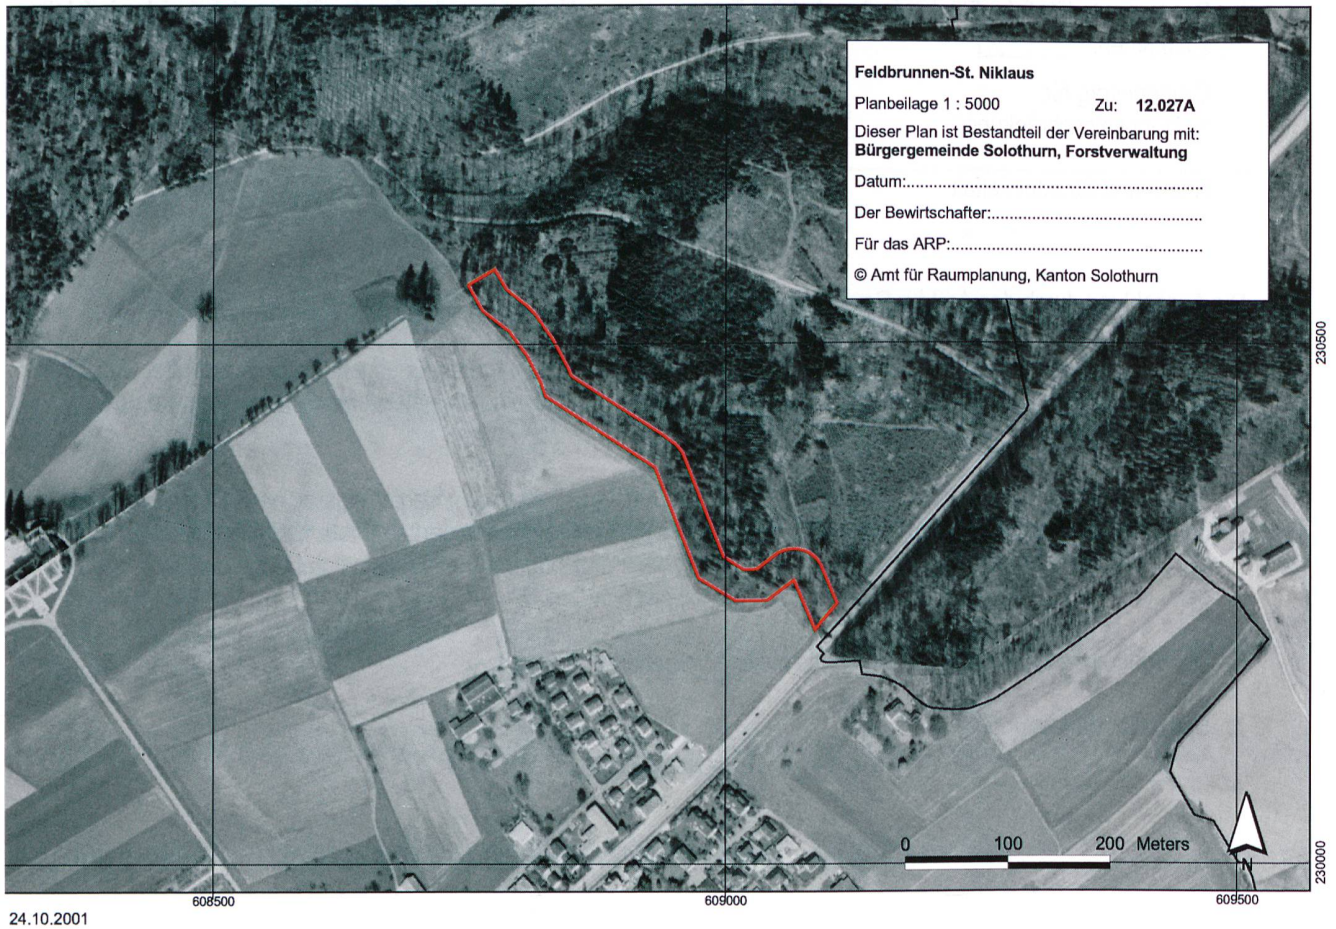 Feldbrunnen-St. Niklaus
Planbeilage 1 : 5000 Zu: 12.027A
Dieser Plan ist Bestandteil der Vereinbarung mit:
Bürgergemeinde Solothurn, Forstverwaltung
Datum:..........................................................
Der Bewirtschafter:..........................................
Für das ARP:..................................................
© Amt für Raumplanung, Kanton Solothurn
230500
0 100 200 Meters
N
230000
608500 609000 609500
24.10.2001